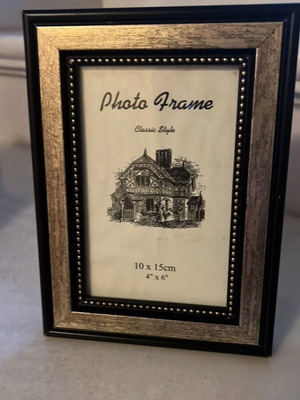 Photo Frame
Classic Style
10 x 15cm
4" x 6"